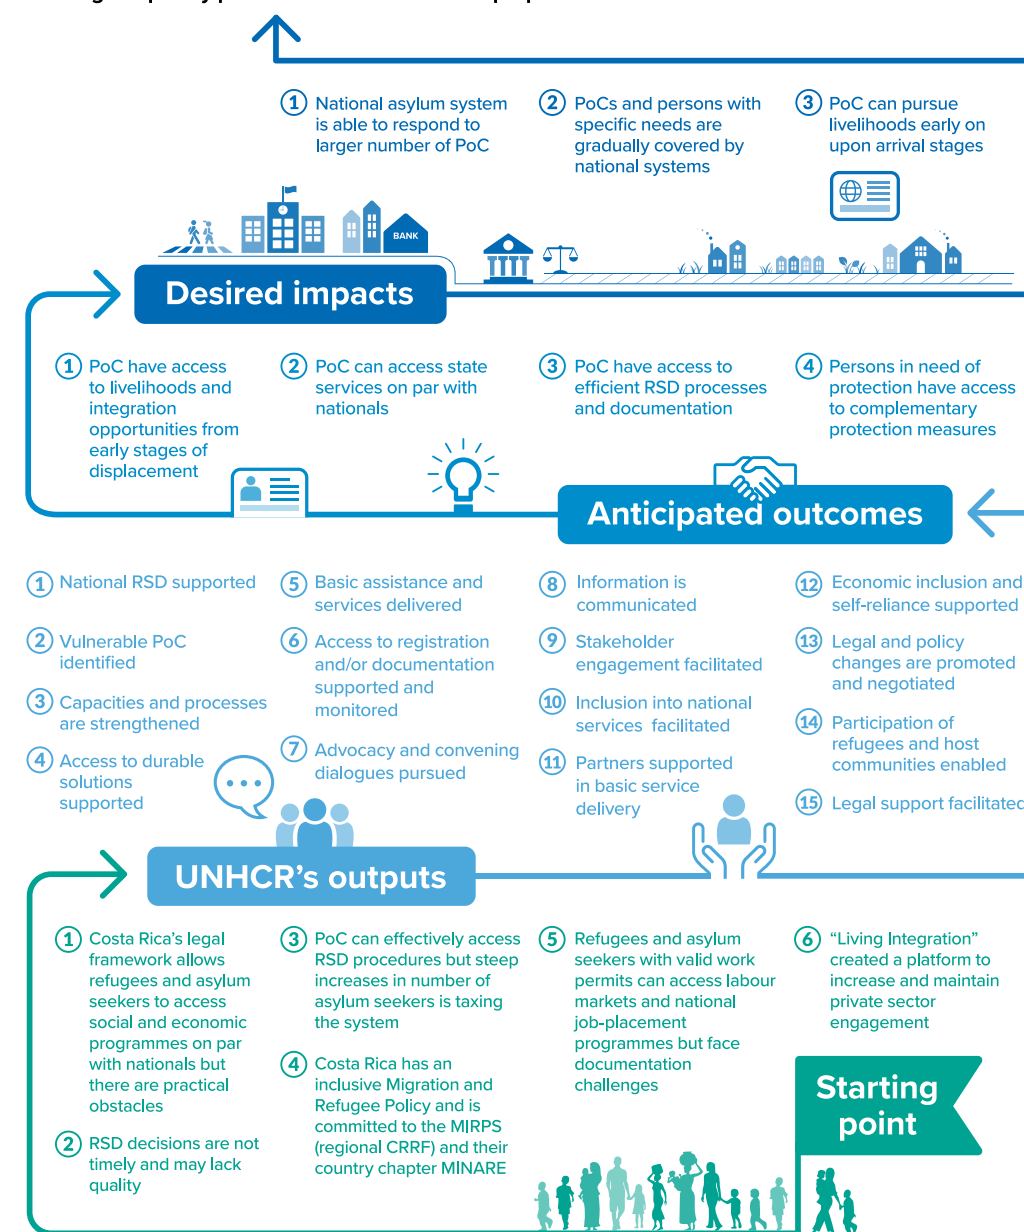 1 National asylum system
is able to respond to
larger number of PoC
2 PoCs and persons with
specific needs are
gradually covered by
national systems
3 PoC can pursue
livelihoods early on
upon arrival stages
BANK
Desired impacts
1 PoC have access
to livelihoods and
integration
opportunities from
early stages of
displacement
2 PoC can access state
services on par with
nationals
3 PoC have access to
efficient RSD processes
and documentation
4 Persons in need of
protection have access
to complementary
protection measures
Anticipated outcomes
1 National RSD supported
2 Vulnerable PoC
identified
3 Capacities and processes
are strengthened
4 Access to durable
solutions
supported
5 Basic assistance and
services delivered
6 Access to registration
and/or documentation
supported and
monitored
7 Advocacy and convening
dialogues pursued
8 Information is
communicated
9 Stakeholder
engagement facilitated
10 Inclusion into national
services facilitated
11 Partners supported
in basic service
delivery
12 Economic inclusion and
self-reliance supported
13 Legal and policy
changes are promoted
and negotiated
14 Participation of
refugees and host
communities enabled
15 Legal support facilitated
UNHCR's outputs
1 Costa Rica's legal
framework allows
refugees and asylum
seekers to access
social and economic
programmes on par
with nationals but
there are practical
obstacles
2 RSD decisions are not
timely and may lack
quality
3 PoC can effectively access
RSD procedures but steep
increases in number of
asylum seekers is taxing
the system
4 Costa Rica has an
inclusive Migration and
Refugee Policy and is
committed to the MIRPS
(regional CRRF) and their
country chapter MINARE
5 Refugees and asylum
seekers with valid work
permits can access labour
markets and national
job-placement
programmes but face
documentation
challenges
6 "Living Integration"
created a platform to
increase and maintain
private sector
engagement
Starting
point